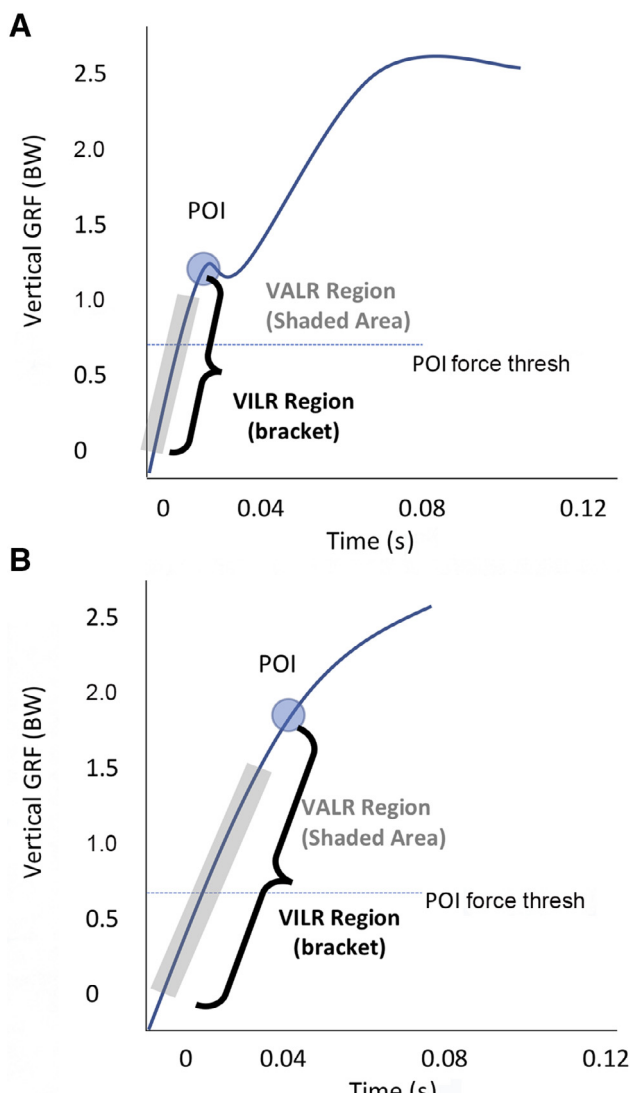 A
Vertical GRF (BW)
2.5
2.0
1.5
1.0
0.5
0
POI
VALR Region
(Shaded Area)
POI force thresh
VILR Region
(bracket)
0 0.04 0.08 0.12
Time (s)
B
Vertical GRF (BW)
2.5
2.0
1.5
1.0
0.5
0
POI
VALR Region
(Shaded Area)
POI force thresh
VILR Region
(bracket)
0 0.04 0.08 0.12
Time (s)